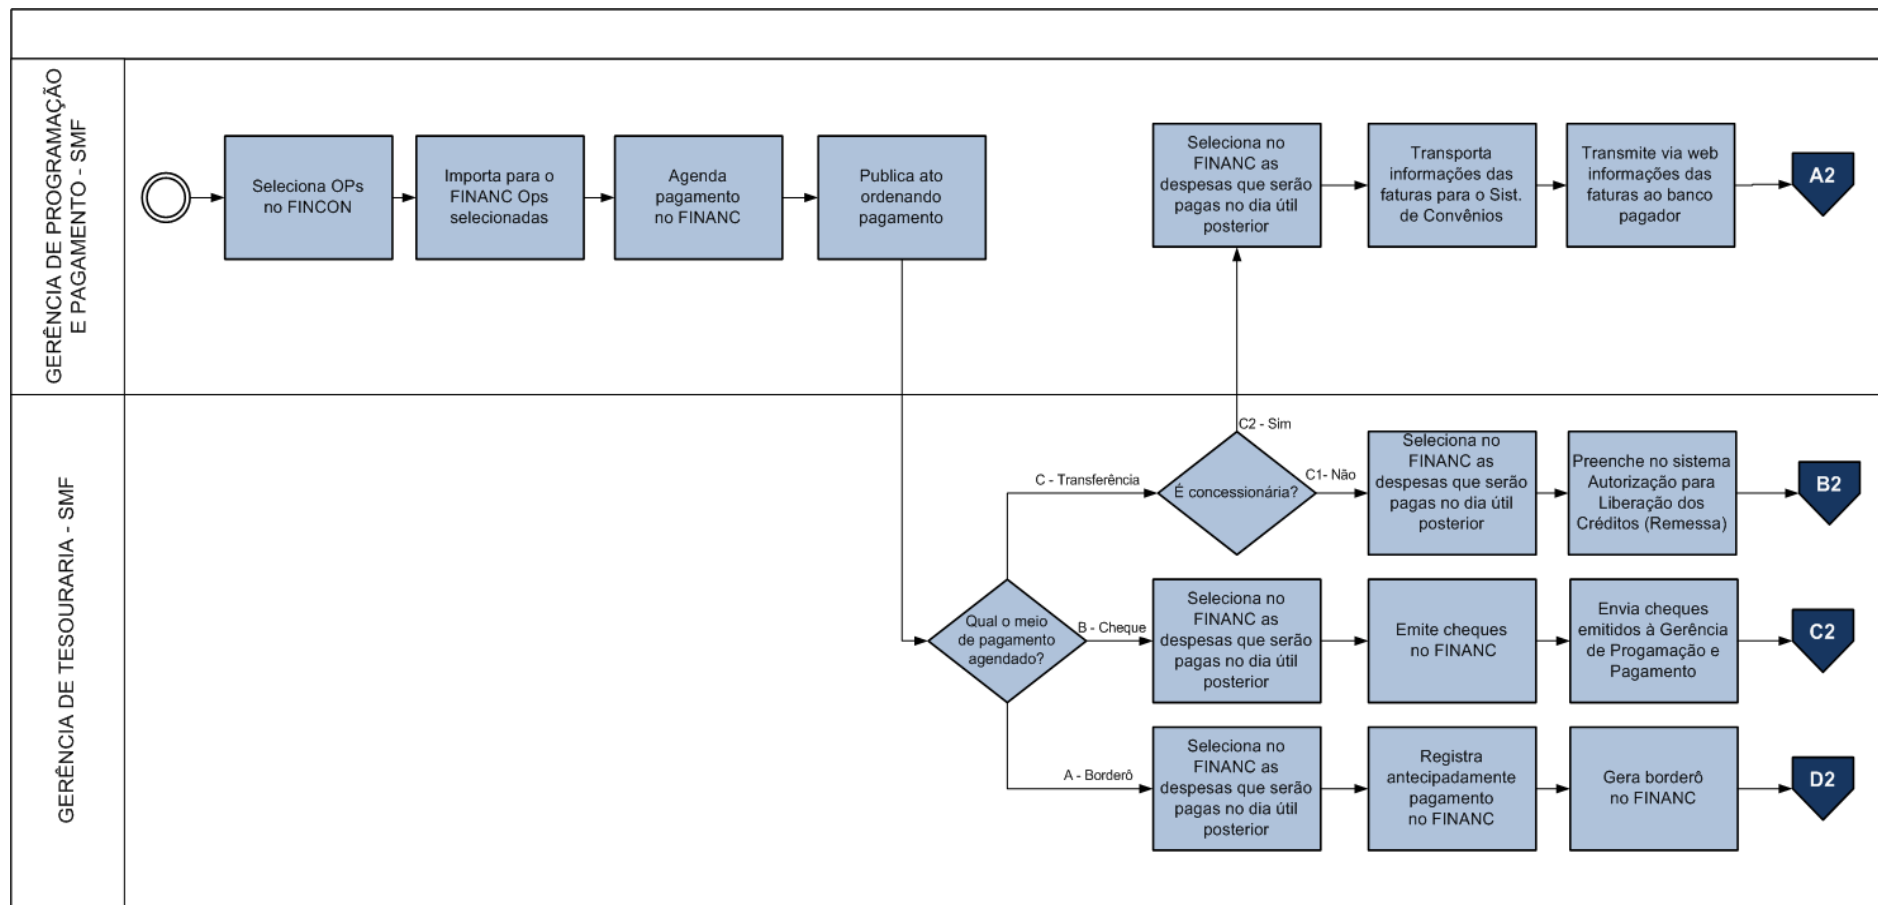 GERÊNCIA DE PROGRAMAÇÃO
E PAGAMENTO - SMF
Seleciona OPs
no FINCON
Importa para o
FINANC Ops
selecionadas
Agenda
pagamento
no FINANC
Publica ato
ordenando
pagamento
Seleciona no
FINANC as
despesas que serão
pagas no dia útil
posterior
Transporta
informações das
faturas para o Sist.
de Convênios
Transmite via web
informações das
faturas ao banco
pagador
A2
GERÊNCIA DE TESOURARIA - SMF
Qual o meio
de pagamento
agendado?
C - Transferência
É concessionária?
C2 - Sim
C1- Não
Seleciona no
FINANC as
despesas que serão
pagas no dia útil
posterior
Preenche no sistema
Autorização para
Liberação dos
Créditos (Remessa)
B2
B - Cheque
Seleciona no
FINANC as
despesas que serão
pagas no dia útil
posterior
Emite cheques
no FINANC
Envia cheques
emitidos à Gerência
de Progamação e
Pagamento
C2
A - Borderô
Seleciona no
FINANC as
despesas que serão
pagas no dia útil
posterior
Registra
antecipadamente
pagamento
no FINANC
Gera borderô
no FINANC
D2